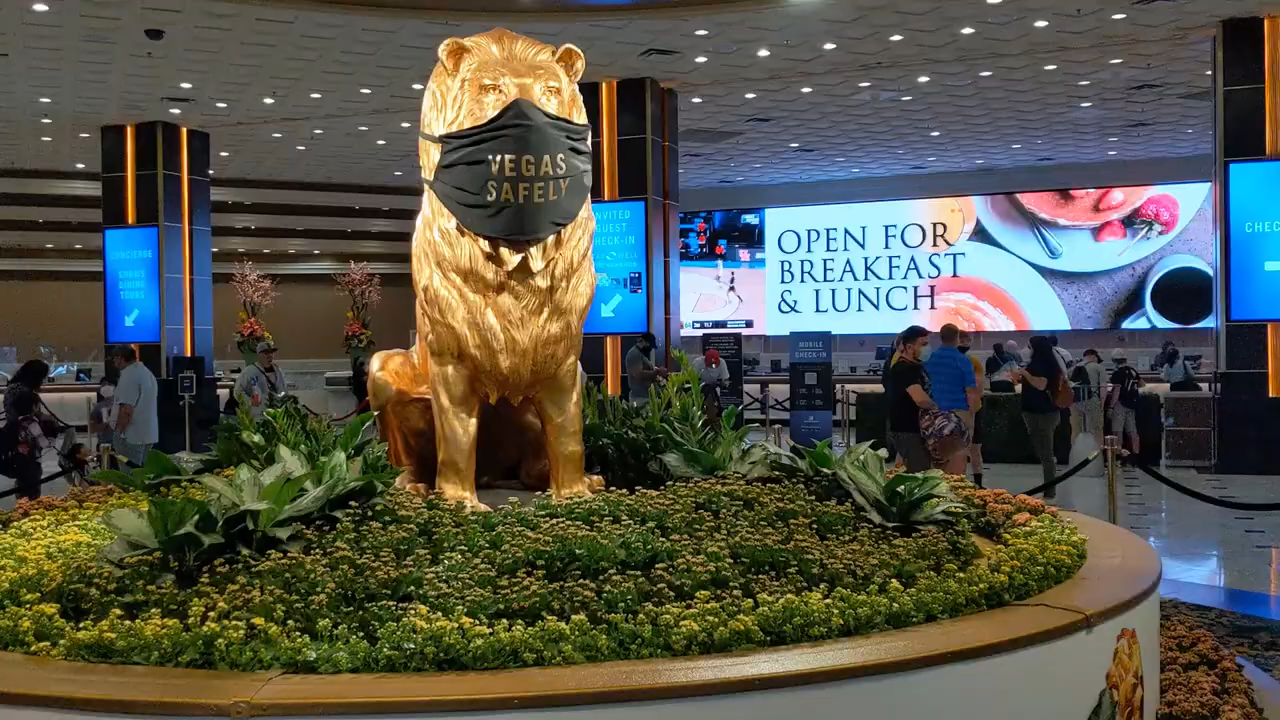 VEGAS
SAFELY
CONCIERGE
SHOWS
DINING
TOURS
INVITED
GUEST
CHECK-IN
OPEN FOR
BREAKFAST
& LUNCH
MOBILE
CHECK-IN
CHEC